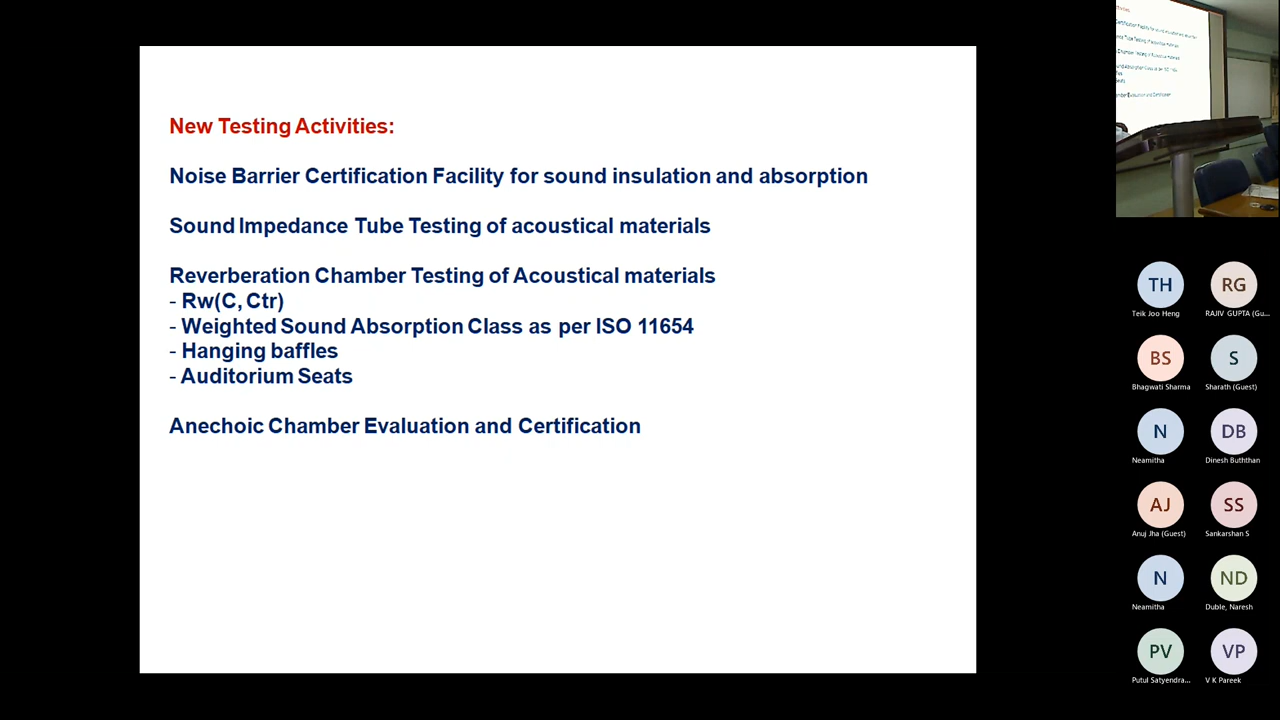 New Testing Activities:
Noise Barrier Certification Facility for sound insulation and absorption
Sound Impedance Tube Testing of acoustical materials
Reverberation Chamber Testing of Acoustical materials
- Rw(C, Ctr)
- Weighted Sound Absorption Class as per ISO 11654
- Hanging baffles
- Auditorium Seats
Anechoic Chamber Evaluation and Certification
TH
RG
Teik Joo Heng
RAJIV GUPTA (Gu...
BS
S
Bhagwati Sharma
Sharath (Guest)
N
DB
Neamitha
Dinesh Buththan
AJ
SS
Anuj Jha (Guest)
Sankarshan S
N
ND
Neamitha
Duble, Naresh
PV
VP
Putul Satyendra...
V K Pareek